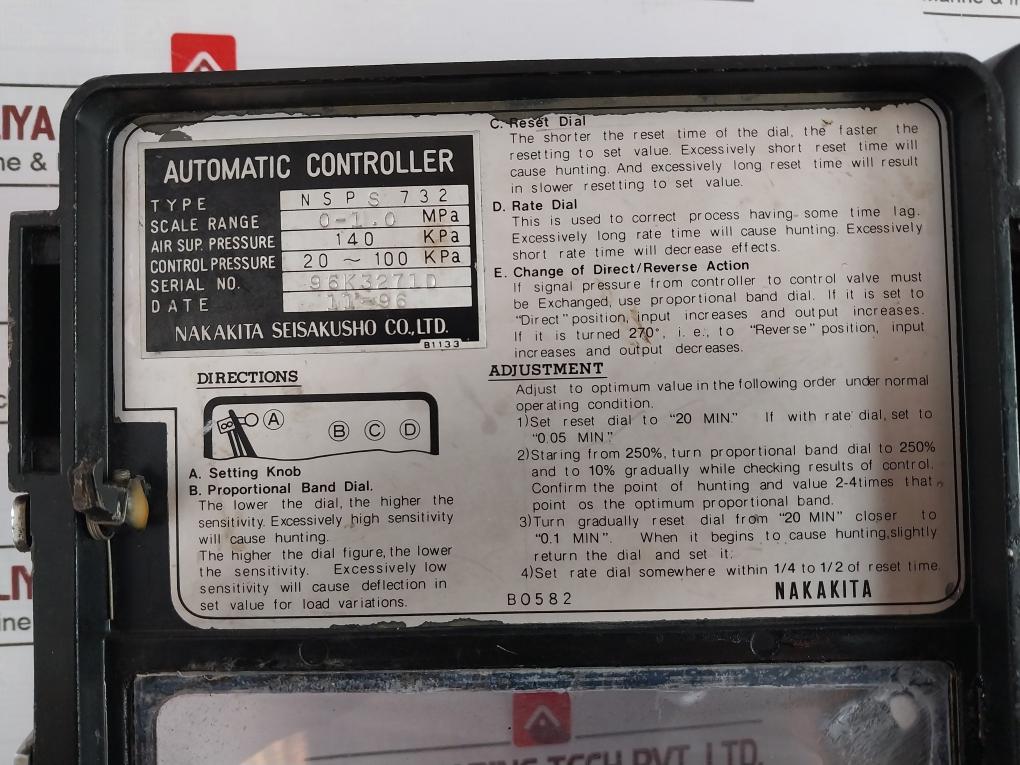 AUTOMATIC CONTROLLER
TYPE NSPS 732
SCALE RANGE 0-1.0 MPa
AIR SUP. PRESSURE 140 KPa
CONTROL PRESSURE 20 ~ 100 KPa
SERIAL NO. 96K3271D
DATE 11-96
NAKAKITA SEISAKUSHO CO., LTD.
B1133
DIRECTIONS
A
B C D
A. Setting Knob
B. Proportional Band Dial.
The lower the dial, the higher the
sensitivity. Excessively high sensitivity
will cause hunting.
The higher the dial figure, the lower
the sensitivity. Excessively low
sensitivity will cause deflection in
set value for load variations.
C. Reset Dial
The shorter the reset time of the dial, the faster the
resetting to set value. Excessively short reset time will
cause hunting. And excessively long reset time will result
in slower resetting to set value.
D. Rate Dial
This is used to correct process having some time lag.
Excessively long rate time will cause hunting. Excessively
short rate time will decrease effects.
E. Change of Direct/Reverse Action
If signal pressure from controller to control valve must
be Exchanged, use proportional band dial. If it is set to
"Direct" position, input increases and output increases.
If it is turned 270°, i. e., to "Reverse" position, input
increases and output decreases.
ADJUSTMENT
Adjust to optimum value in the following order under normal
operating condition.
1)Set reset dial to "20 MIN." If with rate dial, set to
"0.05 MIN."
2)Staring from 250%, turn proportional band dial to 250%
and to 10% gradually while checking results of control.
Confirm the point of hunting and value 2-4times that
point os the optimum proportional band.
3)Turn gradually reset dial from "20 MIN" closer to
"0.1 MIN". When it begins to cause hunting,slightly
return the dial and set it.
4)Set rate dial somewhere within 1/4 to 1/2 of reset time.
BO582
NAKAKITA
TECH PVT. LTD.